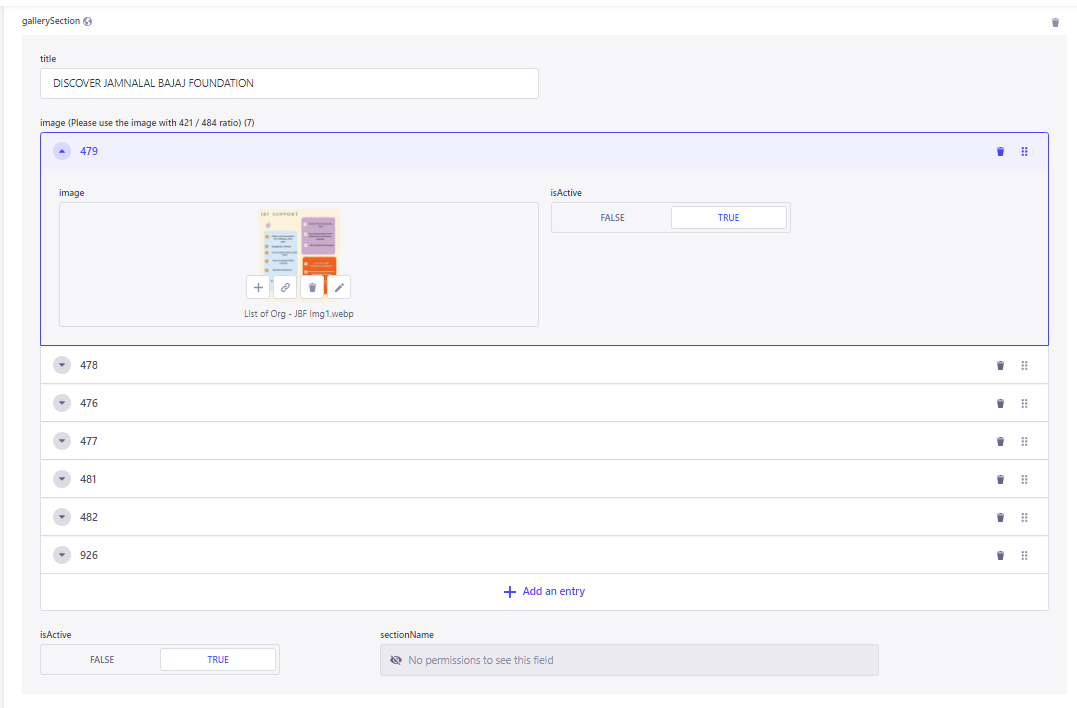 gallerySection
title
DISCOVER JAMNALAL BAJAJ FOUNDATION
image (Please use the image with 421 / 484 ratio) (7)
479
image
isActive
FALSE TRUE
JBF SUPPORT
LIst of Org - JBF Img1.webp
478
476
477
481
482
926
Add an entry
isActive
sectionName
FALSE TRUE
No permissions to see this field